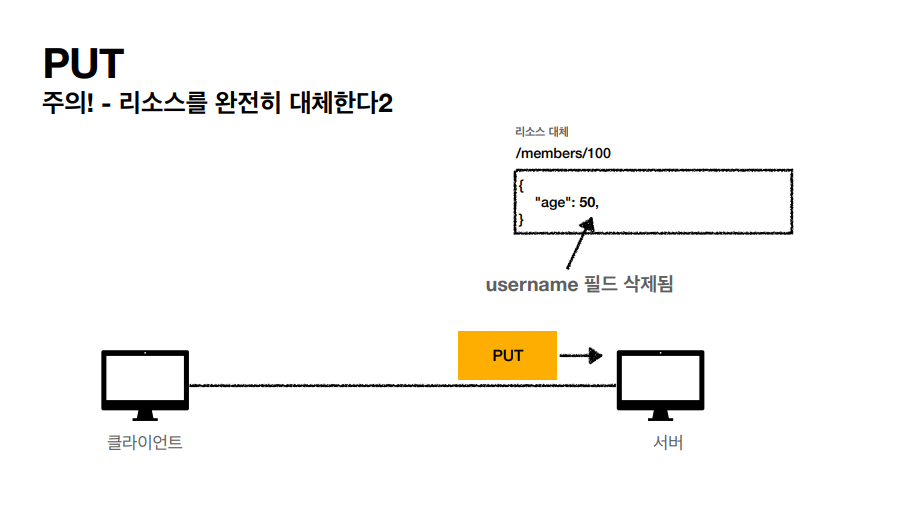 PUT
주의! - 리소스를 완전히 대체한다2
리소스 대체
/members/100
{
"age": 50,
}
username 필드 삭제됨
PUT
클라이언트
서버